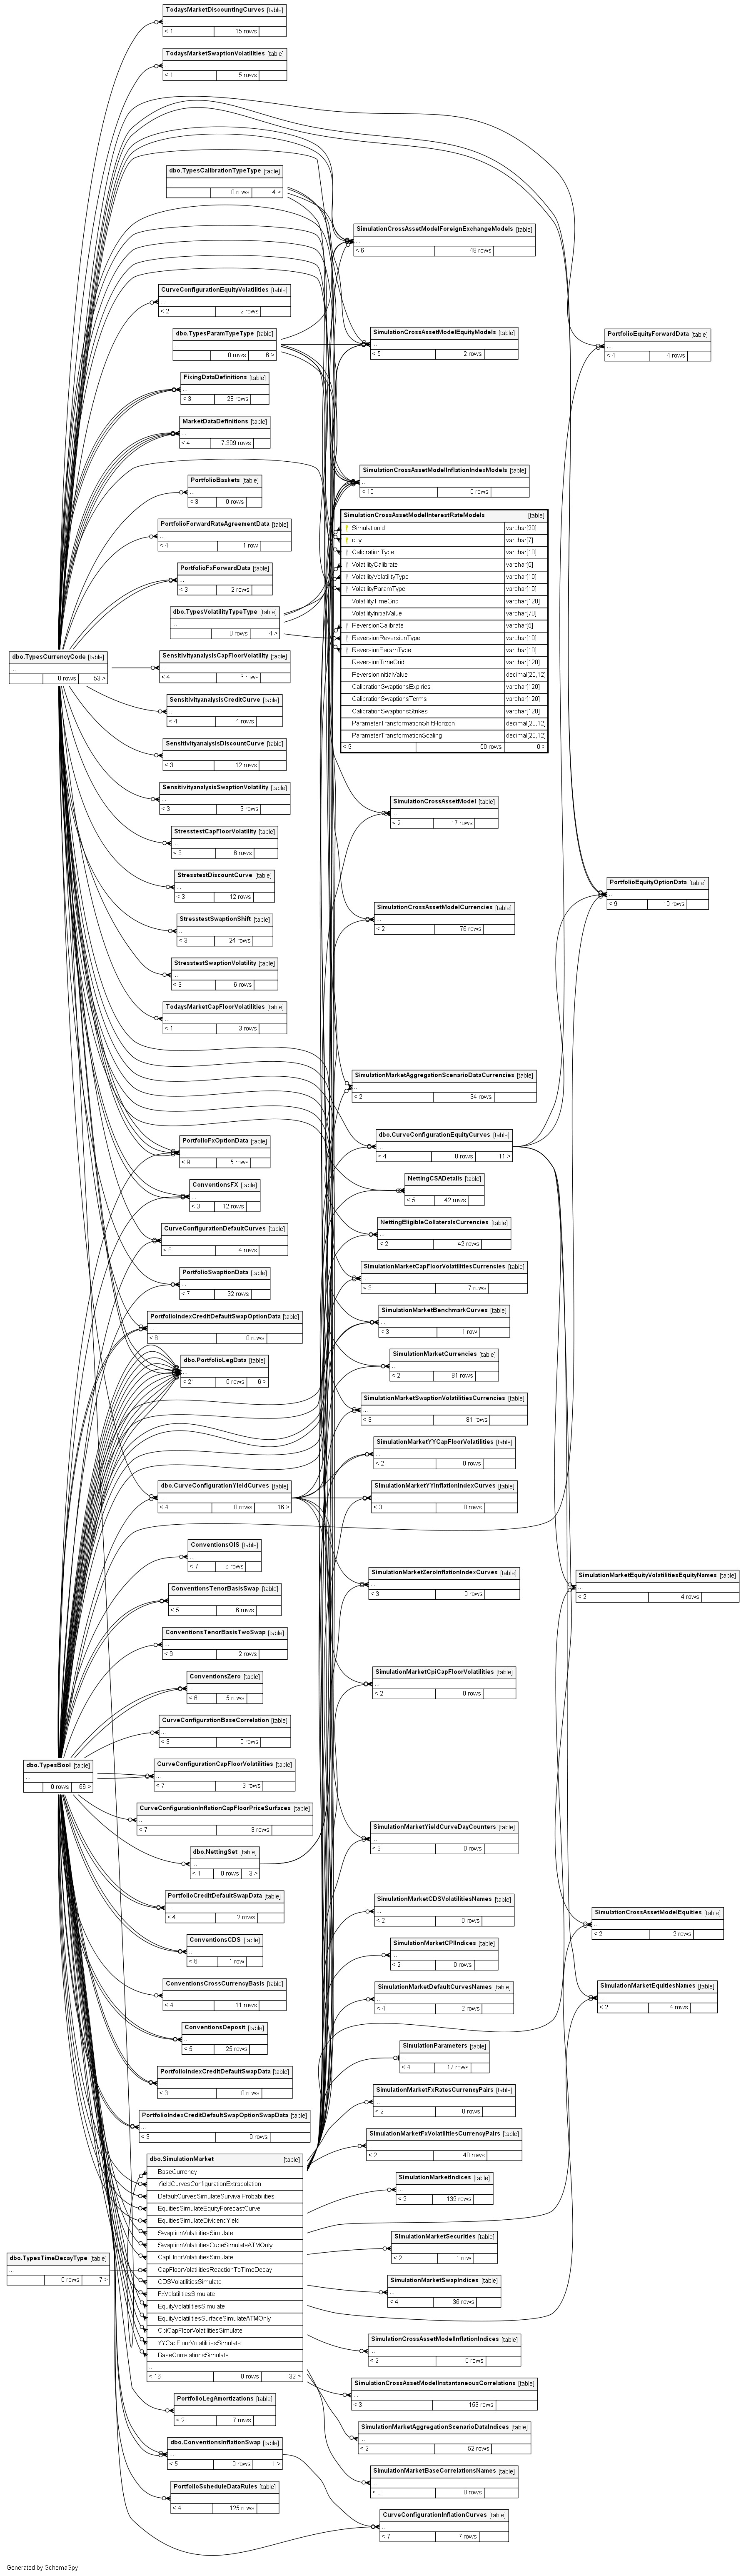 TodaysMarketDiscountingCurves [table]
...
< 1 15 rows
TodaysMarketSwaptionVolatilities [table]
...
< 1 5 rows
dbo.TypesCalibrationTypeType [table]
...
0 rows 4 >
SimulationCrossAssetModelForeignExchangeModels [table]
...
< 6 48 rows
CurveConfigurationEquityVolatilities [table]
...
< 2 2 rows
dbo.TypesParamTypeType [table]
...
0 rows 6 >
SimulationCrossAssetModelEquityModels [table]
...
< 5 2 rows
PortfolioEquityForwardData [table]
...
< 4 4 rows
FixingDataDefinitions [table]
...
< 3 28 rows
MarketDataDefinitions [table]
...
< 4 7.309 rows
SimulationCrossAssetModelInflationIndexModels [table]
...
< 10 0 rows
PortfolioBaskets [table]
...
< 3 0 rows
PortfolioForwardRateAgreementData [table]
...
< 4 1 row
PortfolioFxForwardData [table]
...
< 3 2 rows
dbo.TypesVolatilityTypeType [table]
...
0 rows 4 >
SimulationCrossAssetModelInterestRateModels [table]
SimulationId varchar[20]
ccy varchar[7]
CalibrationType varchar[10]
VolatilityCalibrate varchar[5]
VolatilityVolatilityType varchar[10]
VolatilityParamType varchar[10]
VolatilityTimeGrid varchar[120]
VolatilityInitialValue varchar[70]
ReversionCalibrate varchar[5]
ReversionReversionType varchar[10]
ReversionParamType varchar[10]
ReversionTimeGrid varchar[120]
ReversionInitialValue decimal[20,12]
CalibrationSwaptionsExpiries varchar[120]
CalibrationSwaptionsTerms varchar[120]
CalibrationSwaptionsStrikes varchar[120]
ParameterTransformationShiftHorizon decimal[20,12]
ParameterTransformationScaling decimal[20,12]
< 9 50 rows 0 >
dbo.TypesCurrencyCode [table]
...
0 rows 53 >
SensitivityanalysisCapFloorVolatility [table]
...
< 4 6 rows
SensitivityanalysisCreditCurve [table]
...
< 4 4 rows
SensitivityanalysisDiscountCurve [table]
...
< 3 12 rows
SensitivityanalysisSwaptionVolatility [table]
...
< 3 3 rows
SimulationCrossAssetModel [table]
...
< 2 17 rows
StresstestCapFloorVolatility [table]
...
< 3 6 rows
StresstestDiscountCurve [table]
...
< 3 12 rows
PortfolioEquityOptionData [table]
...
< 9 10 rows
SimulationCrossAssetModelCurrencies [table]
...
< 2 76 rows
StresstestSwaptionShift [table]
...
< 3 24 rows
StresstestSwaptionVolatility [table]
...
< 3 6 rows
TodaysMarketCapFloorVolatilities [table]
...
< 1 3 rows
SimulationMarketAggregationScenarioDataCurrencies [table]
...
< 2 34 rows
PortfolioFxOptionData [table]
...
< 9 5 rows
dbo.CurveConfigurationEquityCurves [table]
...
< 4 0 rows 11 >
ConventionsFX [table]
...
< 3 12 rows
NettingCSADetails [table]
...
< 5 42 rows
CurveConfigurationDefaultCurves [table]
...
< 8 4 rows
NettingEligibleCollateralsCurrencies [table]
...
< 2 42 rows
PortfolioSwaptionData [table]
...
< 7 32 rows
SimulationMarketCapFloorVolatilitiesCurrencies [table]
...
< 3 7 rows
PortfolioIndexCreditDefaultSwapOptionData [table]
...
< 8 0 rows
SimulationMarketBenchmarkCurves [table]
...
< 3 1 row
dbo.PortfolioLegData [table]
...
< 21 0 rows 6 >
SimulationMarketCurrencies [table]
...
< 2 81 rows
SimulationMarketSwaptionVolatilitiesCurrencies [table]
...
< 3 81 rows
SimulationMarketYYCapFloorVolatilities [table]
...
< 2 0 rows
dbo.CurveConfigurationYieldCurves [table]
...
< 4 0 rows 16 >
SimulationMarketYYInflationIndexCurves [table]
...
< 3 0 rows
ConventionsOIS [table]
...
< 7 6 rows
ConventionsTenorBasisSwap [table]
...
< 5 6 rows
SimulationMarketZeroInflationIndexCurves [table]
...
< 3 0 rows
SimulationMarketEquityVolatilitiesEquityNames [table]
...
< 2 4 rows
ConventionsTenorBasisTwoSwap [table]
...
< 9 2 rows
ConventionsZero [table]
...
< 6 5 rows
SimulationMarketCpiCapFloorVolatilities [table]
...
< 2 0 rows
CurveConfigurationBaseCorrelation [table]
...
< 3 0 rows
dbo.TypesBool [table]
...
0 rows 66 >
CurveConfigurationCapFloorVolatilities [table]
...
< 7 3 rows
CurveConfigurationInflationCapFloorPriceSurfaces [table]
...
< 7 3 rows
SimulationMarketYieldCurveDayCounters [table]
...
< 3 0 rows
dbo.NettingSet [table]
...
< 1 0 rows 3 >
PortfolioCreditDefaultSwapData [table]
...
< 4 2 rows
SimulationMarketCDSVolatilitiesNames [table]
...
< 2 0 rows
SimulationCrossAssetModelEquities [table]
...
< 2 2 rows
ConventionsCDS [table]
...
< 6 1 row
SimulationMarketCPIIndices [table]
...
< 2 0 rows
ConventionsCrossCurrencyBasis [table]
...
< 4 11 rows
SimulationMarketDefaultCurvesNames [table]
...
< 4 2 rows
SimulationMarketEquitiesNames [table]
...
< 2 4 rows
ConventionsDeposit [table]
...
< 5 25 rows
SimulationParameters [table]
...
< 4 17 rows
PortfolioIndexCreditDefaultSwapData [table]
...
< 3 0 rows
SimulationMarketFxRatesCurrencyPairs [table]
...
< 2 0 rows
PortfolioIndexCreditDefaultSwapOptionSwapData [table]
...
< 3 0 rows
SimulationMarketFxVolatilitiesCurrencyPairs [table]
...
< 2 48 rows
dbo.SimulationMarket [table]
BaseCurrency
YieldCurvesConfigurationExtrapolation
DefaultCurvesSimulateSurvivalProbabilities
EquitiesSimulateEquityForecastCurve
EquitiesSimulateDividendYield
SwaptionVolatilitiesSimulate
SwaptionVolatilitiesCubeSimulateATMOnly
CapFloorVolatilitiesSimulate
CapFloorVolatilitiesReactionToTimeDecay
CDSVolatilitiesSimulate
FxVolatilitiesSimulate
EquityVolatilitiesSimulate
EquityVolatilitiesSurfaceSimulateATMOnly
CpiCapFloorVolatilitiesSimulate
YYCapFloorVolatilitiesSimulate
BaseCorrelationsSimulate
...
< 16 0 rows 32 >
SimulationMarketIndices [table]
...
< 2 139 rows
SimulationMarketSecurities [table]
...
< 2 1 row
dbo.TypesTimeDecayType [table]
...
0 rows 7 >
SimulationMarketSwapIndices [table]
...
< 4 36 rows
SimulationCrossAssetModelInflationIndices [table]
...
< 2 0 rows
SimulationCrossAssetModelInstantaneousCorrelations [table]
...
< 3 153 rows
PortfolioLegAmortizations [table]
...
< 2 7 rows
SimulationMarketAggregationScenarioDataIndices [table]
...
< 2 52 rows
dbo.ConventionsInflationSwap [table]
...
< 5 0 rows 1 >
SimulationMarketBaseCorrelationsNames [table]
...
< 3 0 rows
PortfolioScheduleDataRules [table]
...
< 4 125 rows
CurveConfigurationInflationCurves [table]
...
< 7 7 rows
Generated by SchemaSpy